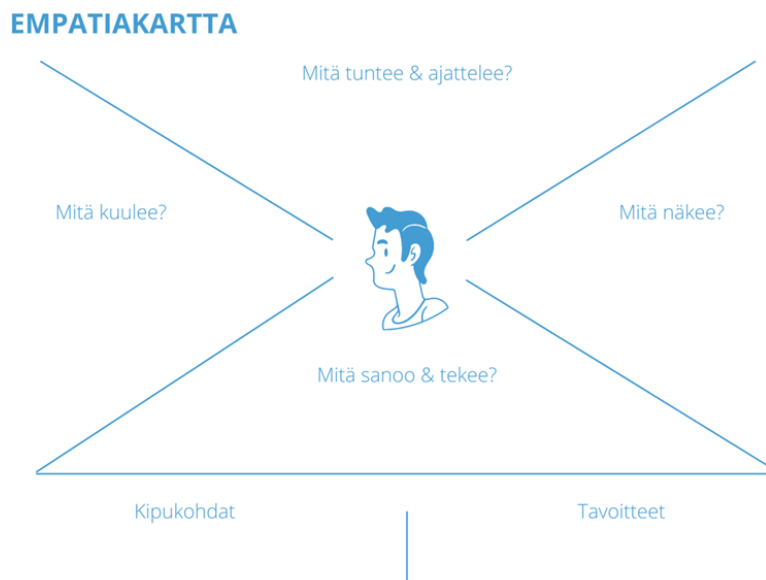 EMPATIAKARTTA
Mitä tuntee & ajattelee?
Mitä kuulee?
Mitä näkee?
Mitä sanoo & tekee?
Kipukohdat
Tavoitteet